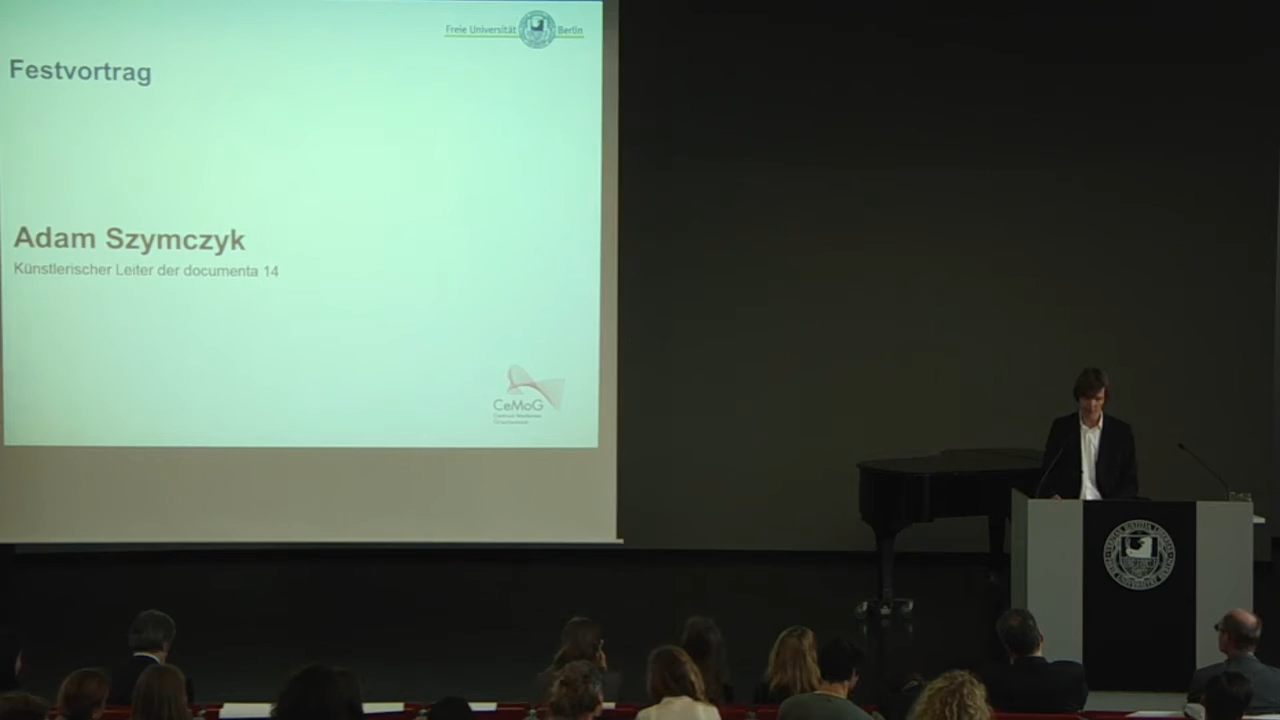 Freie Universität Berlin
Festvortrag
Adam Szymczyk
Künstlerischer Leiter der documenta 14
CeMoG